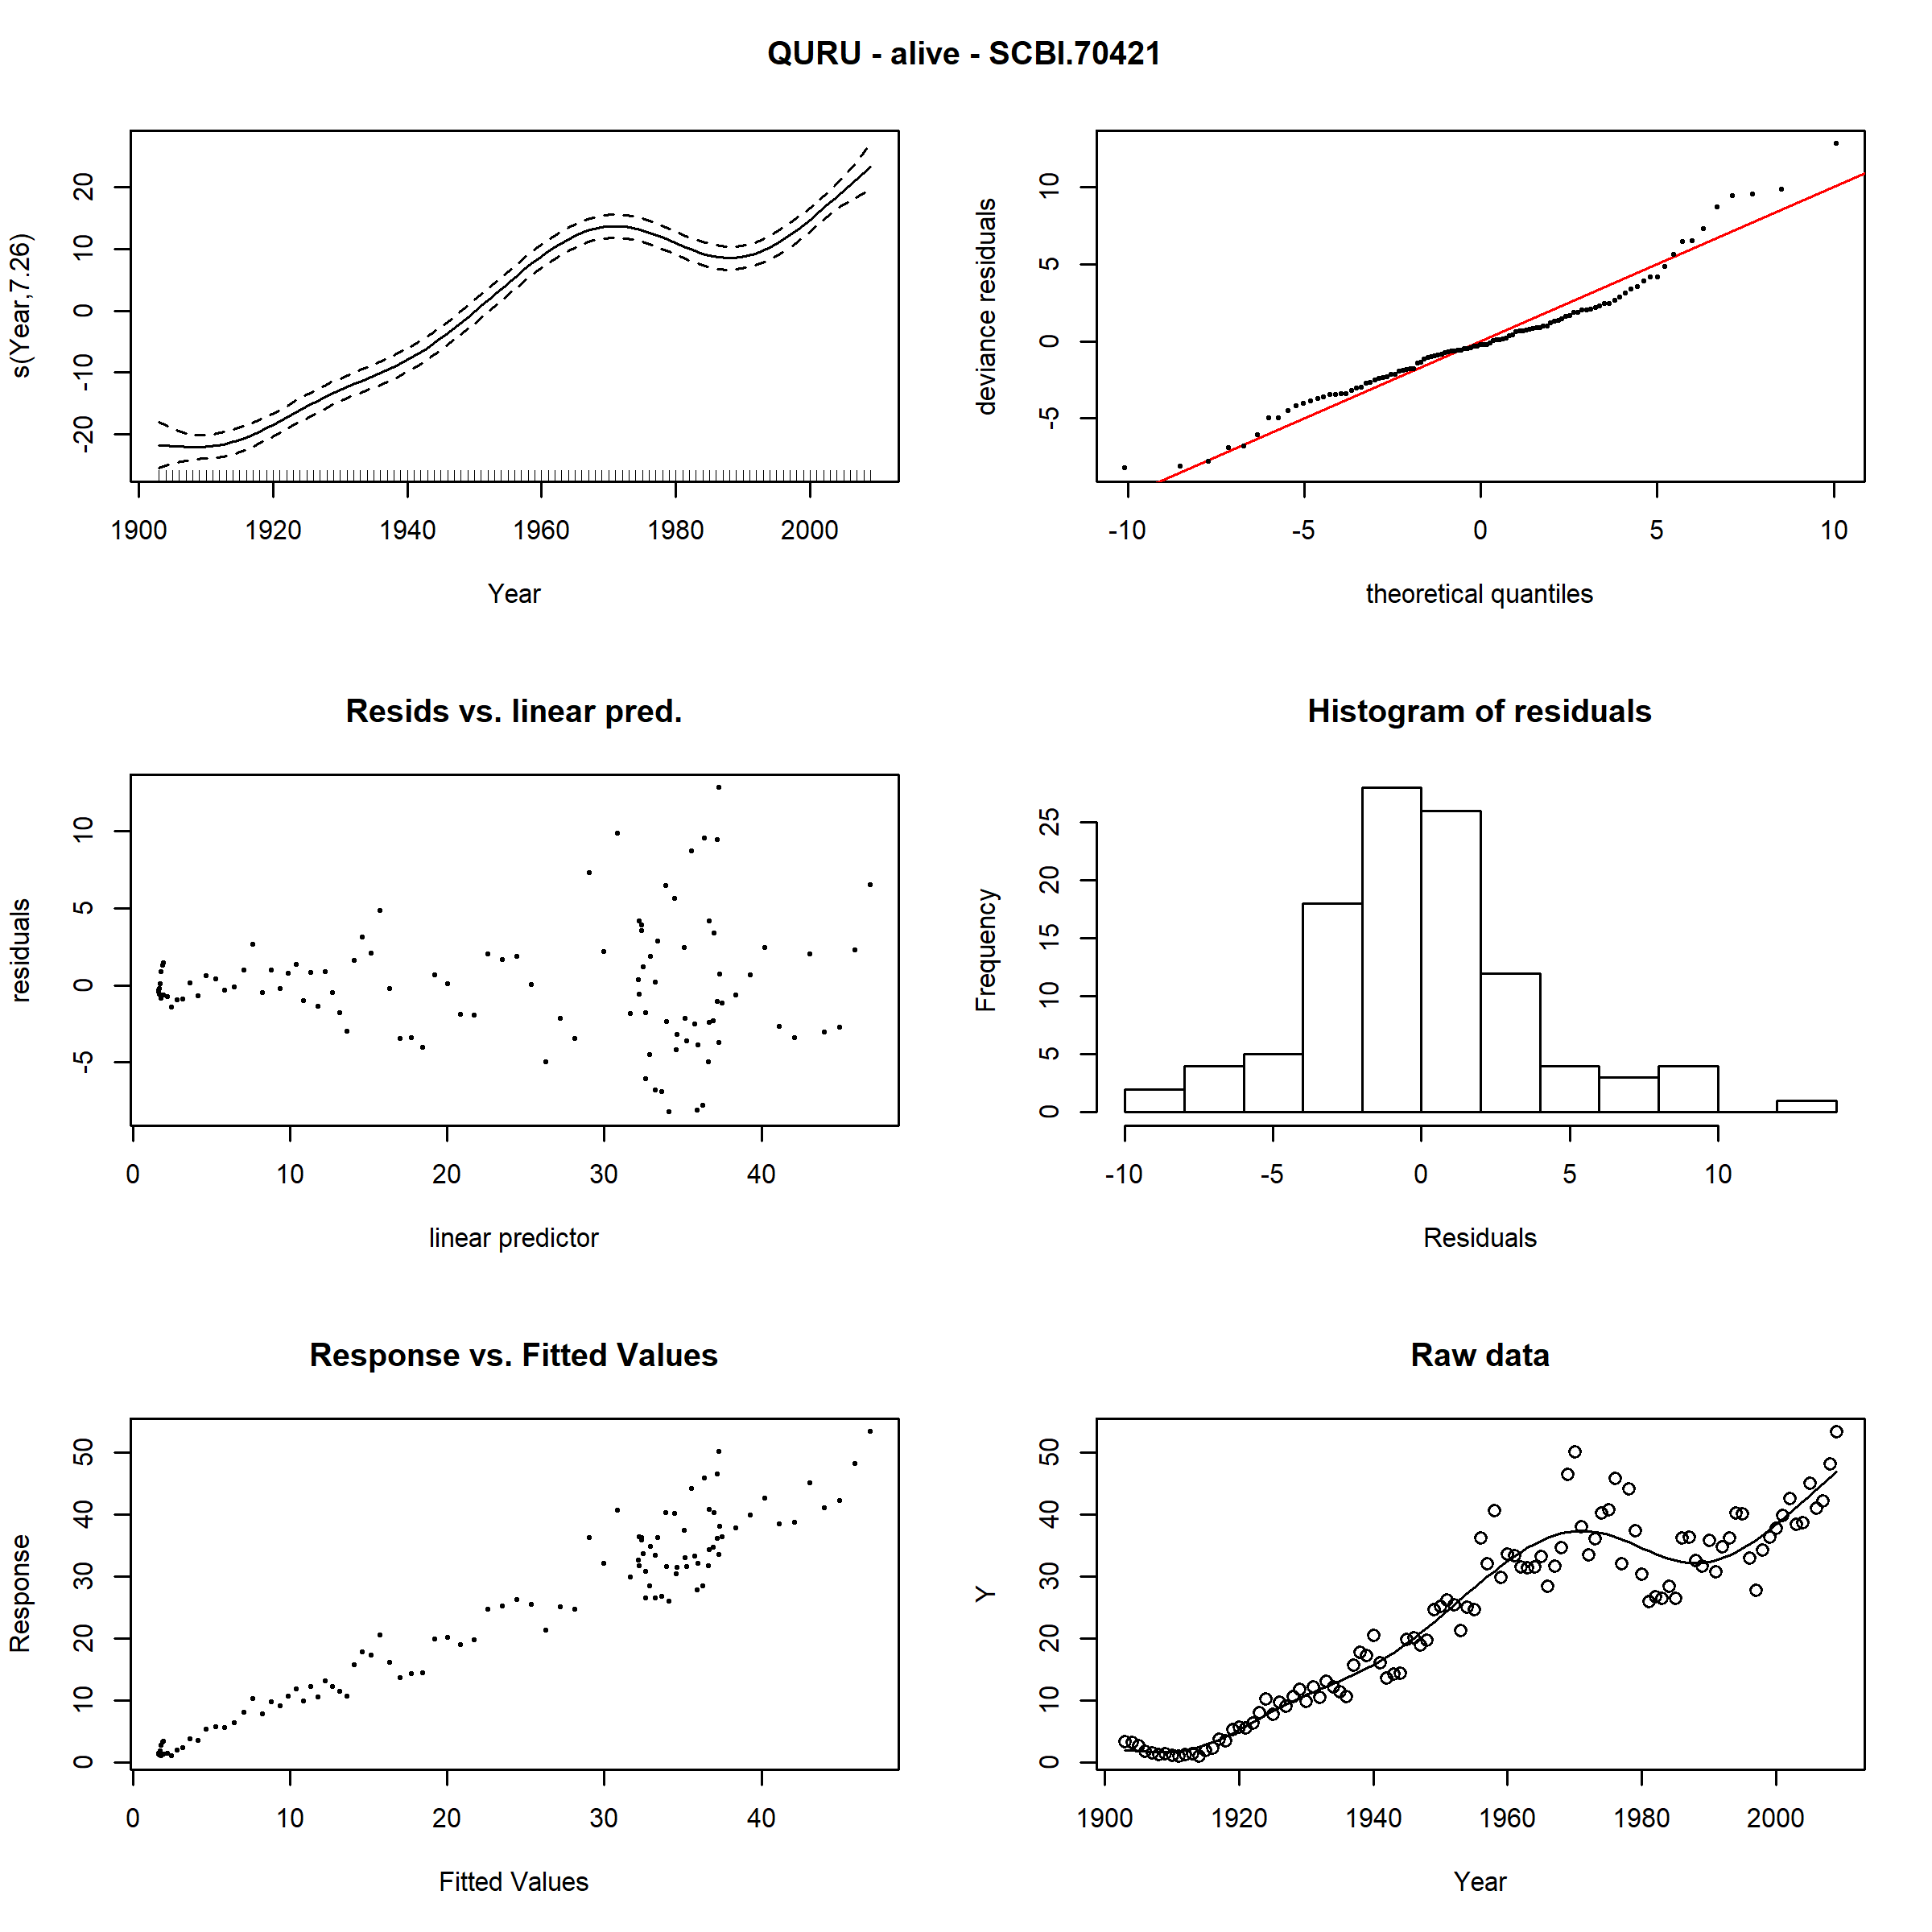 QURU - alive - SCBI.70421
s(Year,7.26)
-20 -10 0 10 20
1900 1920 1940 1960 1980 2000
Year
deviance residuals
-5 0 5 10
-10 -5 0 5 10
theoretical quantiles
Resids vs. linear pred.
residuals
-5 0 5 10
0 10 20 30 40
linear predictor
Histogram of residuals
Frequency
0 5 10 15 20 25
-10 -5 0 5 10
Residuals
Response vs. Fitted Values
Response
0 10 20 30 40 50
0 10 20 30 40
Fitted Values
Raw data
Y
0 10 20 30 40 50
1900 1920 1940 1960 1980 2000
Year